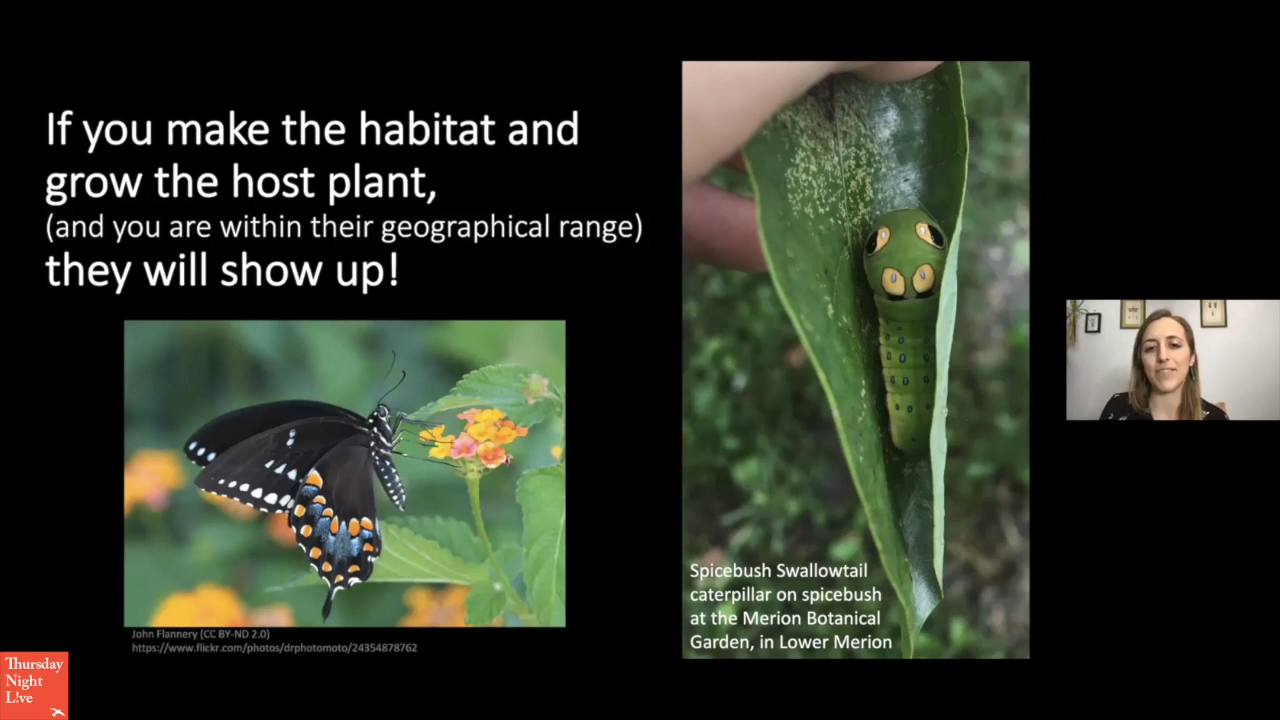 If you make the habitat and
grow the host plant,
(and you are within their geographical range)
they will show up!
John Flannery (CC BY-ND 2.0)
https://www.flickr.com/photos/drphotomoto/24354878762
Spicebush Swallowtail
caterpillar on spicebush
at the Merion Botanical
Garden, in Lower Merion
Thursday
Night
L!ve